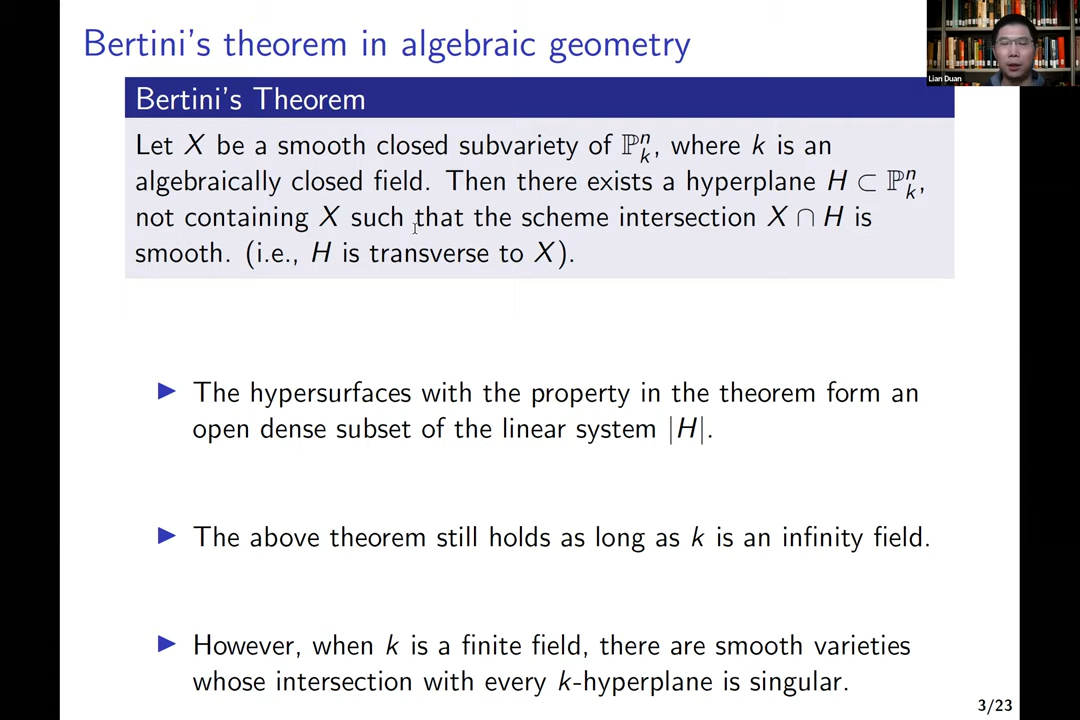 Bertini's theorem in algebraic geometry
Lian Duan
Bertini's Theorem
Let X be a smooth closed subvariety of ℙⁿₖ, where k is an
algebraically closed field. Then there exists a hyperplane H ⊂ ℙⁿₖ,
not containing X such that the scheme intersection X ∩ H is
smooth. (i.e., H is transverse to X).
▶ The hypersurfaces with the property in the theorem form an
open dense subset of the linear system |H|.
▶ The above theorem still holds as long as k is an infinity field.
▶ However, when k is a finite field, there are smooth varieties
whose intersection with every k-hyperplane is singular.
3/23